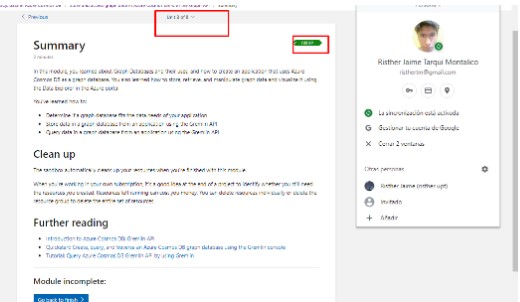 Previous
Unit 8 of 8
Summary
Risther Jaime Tarqui Montalico
In this module, you learned about Graph Databases and their uses, and how to create an application that uses Azure
Cosmos DB as a graph database. You also learned how to store, retrieve, and manipulate graph data and visualize it using
the Data Explorer in the Azure portal
You've learned how to:
Determine if a graph database fits the data needs of your application
Store data in a graph database from an application using the Gremlin API
Query data in a graph database from an application using the Gremlin API
La sincronización está activada
Gestionar tu cuenta de Google
Cerrar 2 ventanas
Clean up
The sandbox automatically cleans up your resources when you're finished with this module.
When you're working in your own subscription, it's a good idea at the end of a project to identify whether you still need
the resources you created. Resources left running can cost you money. You can delete resources individually or delete the
resource group to delete the entire set of resources.
Otras personas
Invitado
Añadir
Further reading
Introduction to Azure Cosmos DB: Gremlin API
Quickstart: Create, query, and traverse an Azure Cosmos DB graph database using the Gremlin console
Tutorial: Query Azure Cosmos DB Gremlin API by using Gremlin
Module incomplete:
Go back to finish